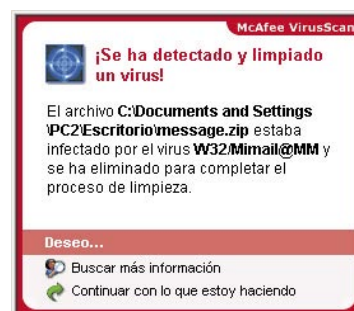 McAfee VirusScan
¡Se ha detectado y limpiado
un virus!
El archivo C:\Documents and Settings
\PC2\Escritorio\message.zip estaba
infectado por el virus W32/Mimail@MM y
se ha eliminado para completar el
proceso de limpieza.
Deseo...
Buscar más información
Continuar con lo que estoy haciendo